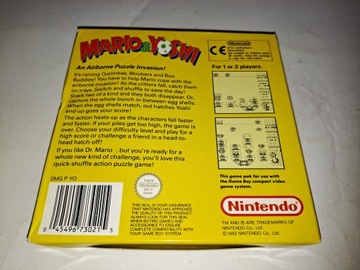 MARIO & YOSHI
An Airborne Puzzle Invasion!
It's raining Goombas, Bloobers and Boo
Buddies! You have to help Mario cope with the
airborne invasion! As the critters fall, catch them
on trays. Switch and shuffle to save the day!
Stack two of a kind and they both disappear. Or,
capture the whole bunch in between egg shells.
When the egg shells match, out hatches Yoshi
and up goes your score!
The action heats up as the characters fall faster
and faster. If your piles get too high, the game is
over. Choose your difficulty level and play for a
high score or challenge a friend in a head-
to-head hatch-off!
If you like Dr. Mario , but you're ready for a
whole new kind of challenge, you'll love this
quick-shuffle action puzzle game!
DMG P YO
0 45496 73021 5
THIS SEAL IS YOUR ASSURANCE
THAT NINTENDO HAS APPROVED
THE QUALITY OF THIS PRODUCT.
ALWAYS LOOK FOR THIS SEAL
WHEN BUYING GAMES AND
ACCESSORIES TO ENSURE
COMPLETE COMPATIBILITY WITH
YOUR GAME BOY SYSTEM.
Nintendo
CE
For 1 or 2 players.
This game pak for use with
the Game Boy compact video
game system.
Nintendo
TM AND ® ARE TRADEMARKS OF
NINTENDO CO., LTD.
© 1992 NINTENDO CO., LTD.